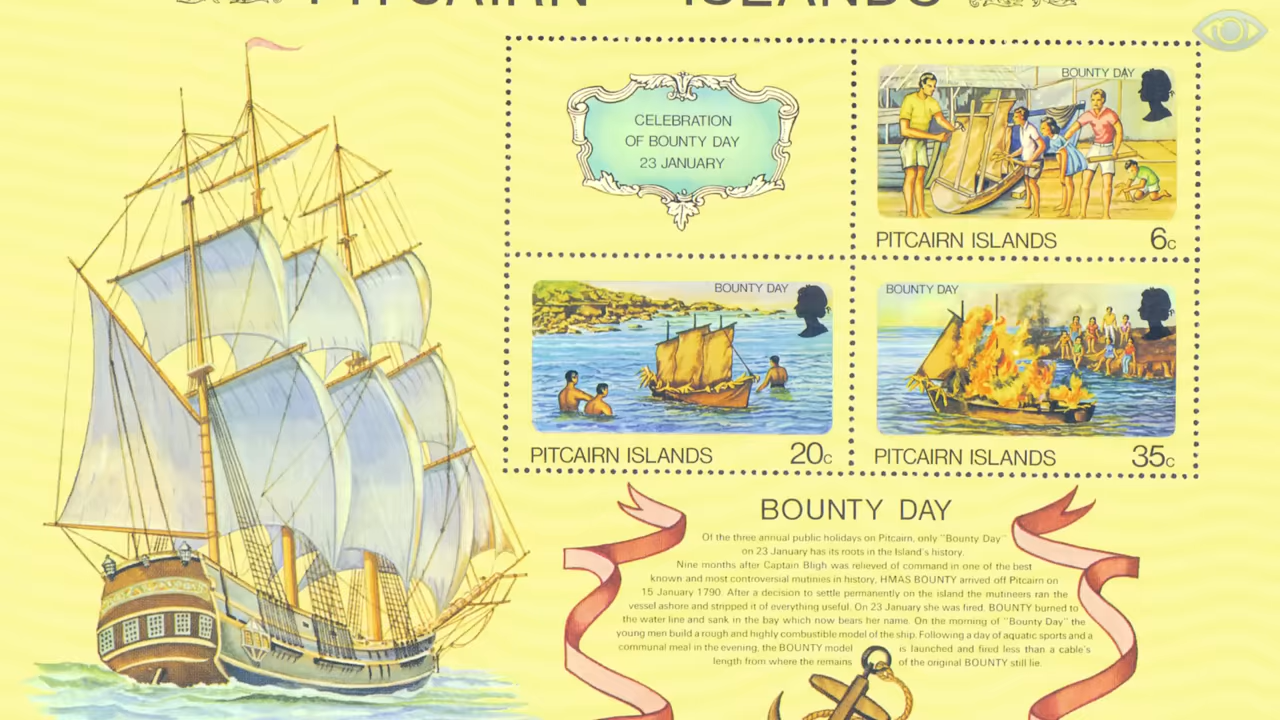 PITCAIRN ISLANDS
CELEBRATION
OF BOUNTY DAY
23 JANUARY
BOUNTY DAY
PITCAIRN ISLANDS 6c
BOUNTY DAY
PITCAIRN ISLANDS 20c
BOUNTY DAY
PITCAIRN ISLANDS 35c
BOUNTY DAY
Of the three annual public holidays on Pitcairn, only "Bounty Day"
on 23 January has its roots in the Island's history.
Nine months after Captain Bligh was relieved of command in one of the best
known and most controversial mutinies in history, HMAS BOUNTY arrived off Pitcairn on
15 January 1790. After a decision to settle permanently on the island the mutineers ran the
vessel ashore and stripped it of everything useful. On 23 January she was fired. BOUNTY burned to
the water line and sank in the bay which now bears her name. On the morning of "Bounty Day" the
young men build a rough and highly combustible model of the ship. Following a day of aquatic sports and a
communal meal in the evening, the BOUNTY model is launched and fired less than a cable's
length from where the remains of the original BOUNTY still lie.